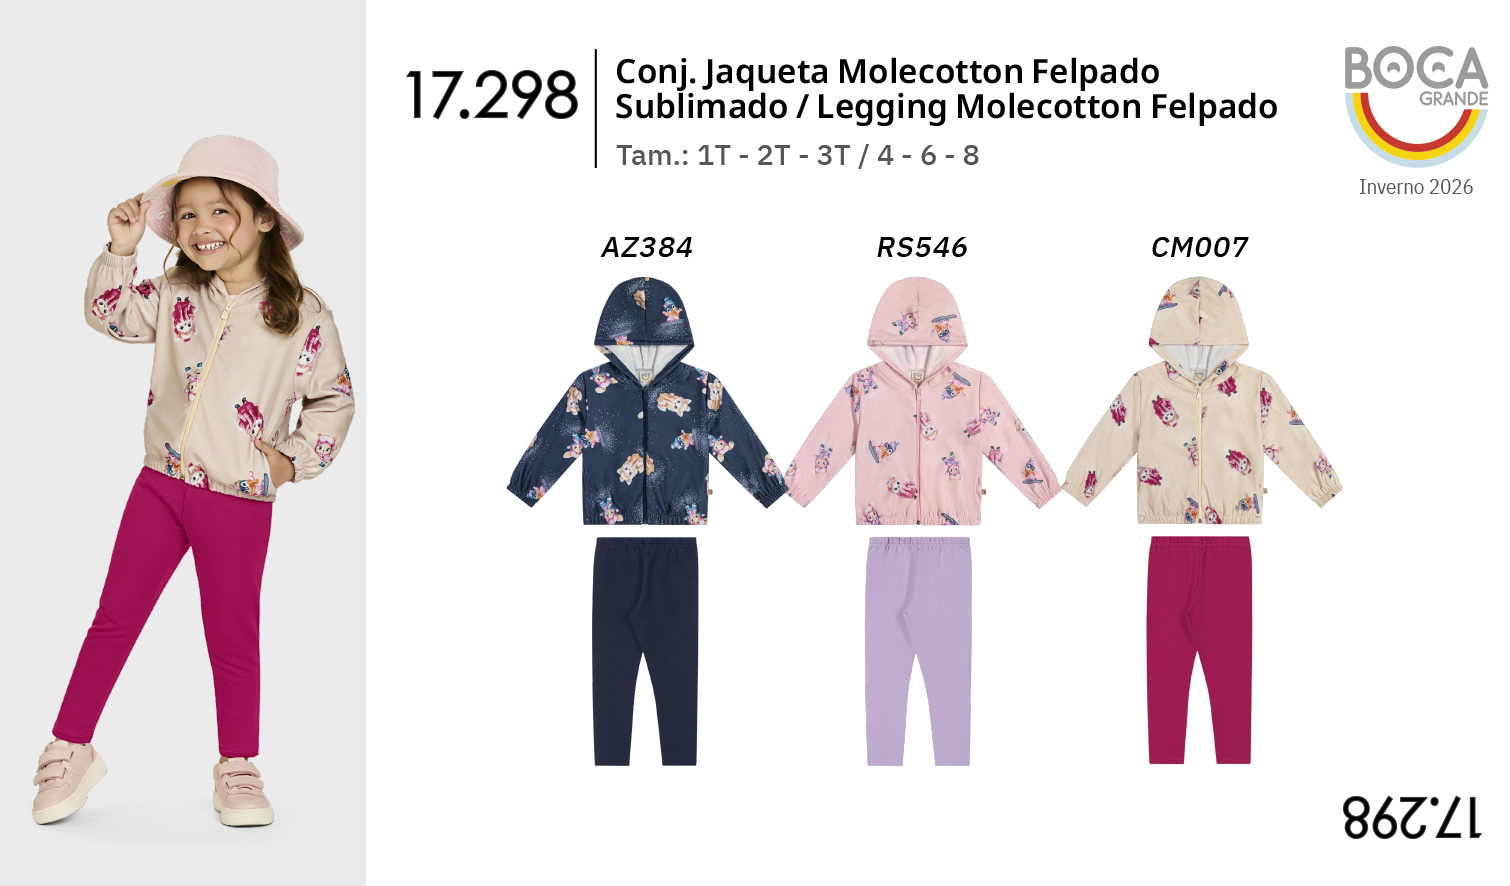 17.298
Conj. Jaqueta Molecotton Felpado
Sublimado / Legging Molecotton Felpado
Tam.: 1T - 2T - 3T / 4 - 6 - 8
BOCA
GRANDE
Inverno 2026
AZ384
RS546
CM007
17.298